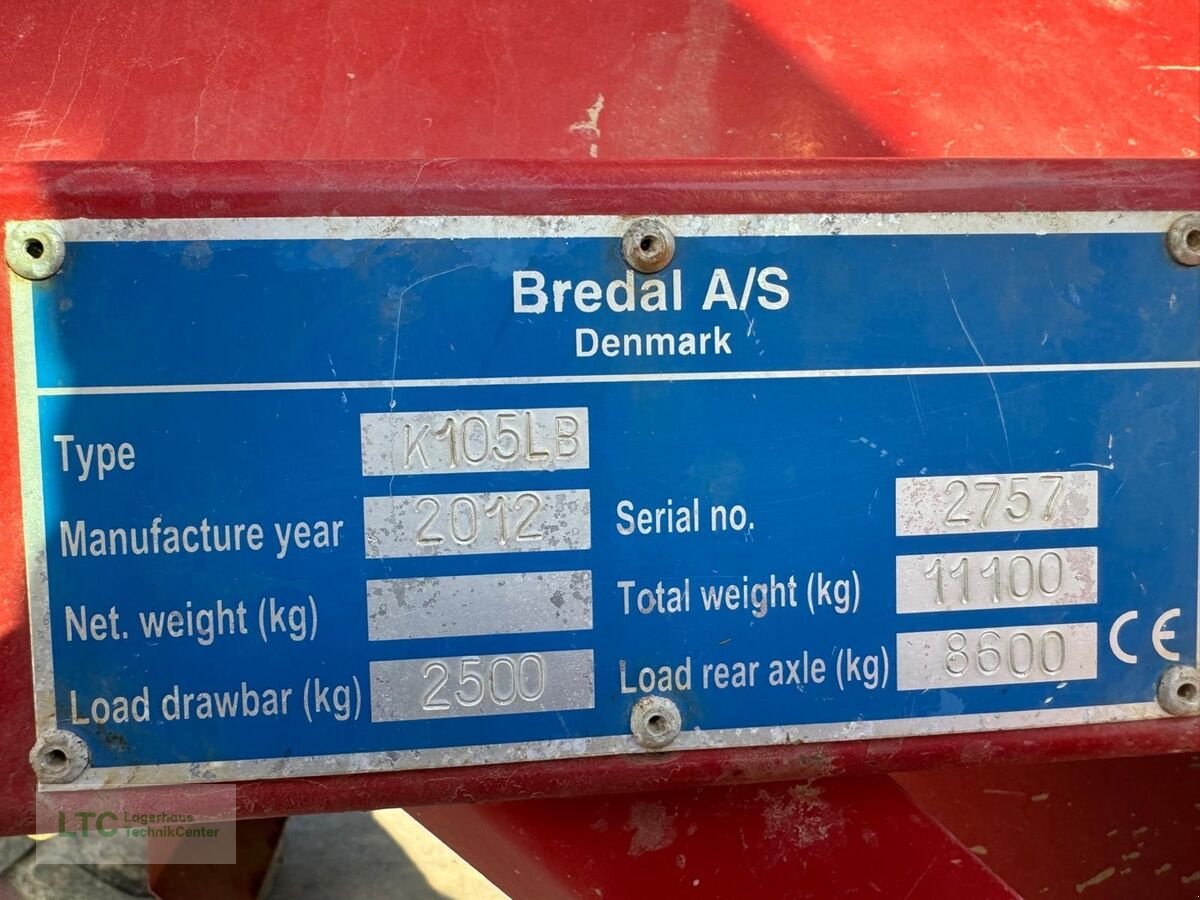 Bredal A/S
Denmark
Type K105LB
Manufacture year 2012 Serial no. 2757
Net. weight (kg) Total weight (kg) 11100
Load drawbar (kg) 2500 Load rear axle (kg) 8600 CE
LTC Lagerhaus
TechnikCenter